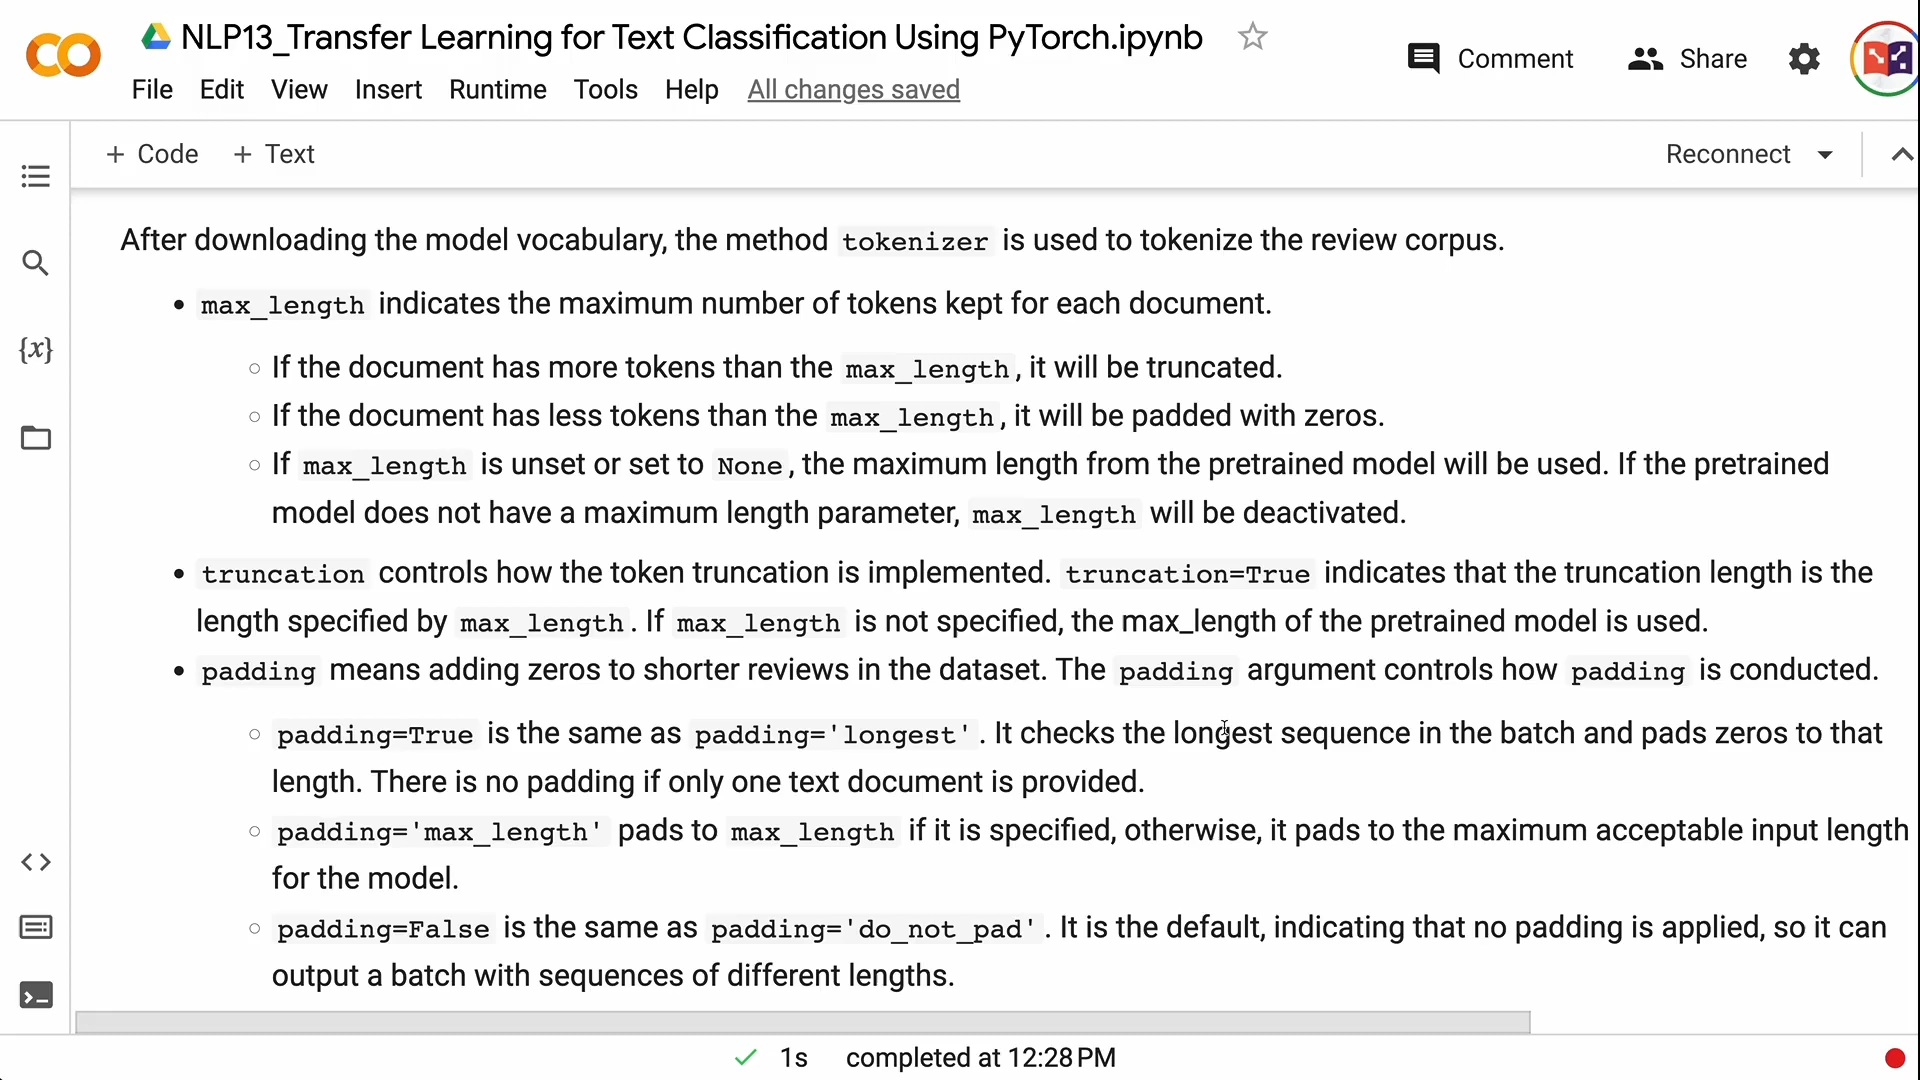 NLP13_Transfer Learning for Text Classification Using PyTorch.ipynb
File Edit View Insert Runtime Tools Help All changes saved
Comment Share
+ Code + Text
Reconnect
After downloading the model vocabulary, the method tokenizer is used to tokenize the review corpus.
• max_length indicates the maximum number of tokens kept for each document.
○ If the document has more tokens than the max_length, it will be truncated.
○ If the document has less tokens than the max_length, it will be padded with zeros.
○ If max_length is unset or set to None, the maximum length from the pretrained model will be used. If the pretrained
model does not have a maximum length parameter, max_length will be deactivated.
• truncation controls how the token truncation is implemented. truncation=True indicates that the truncation length is the
length specified by max_length. If max_length is not specified, the max_length of the pretrained model is used.
• padding means adding zeros to shorter reviews in the dataset. The padding argument controls how padding is conducted.
○ padding=True is the same as padding='longest'. It checks the longest sequence in the batch and pads zeros to that
length. There is no padding if only one text document is provided.
○ padding='max_length' pads to max_length if it is specified, otherwise, it pads to the maximum acceptable input length
for the model.
○ padding=False is the same as padding='do_not_pad'. It is the default, indicating that no padding is applied, so it can
output a batch with sequences of different lengths.
{x}
1s completed at 12:28 PM